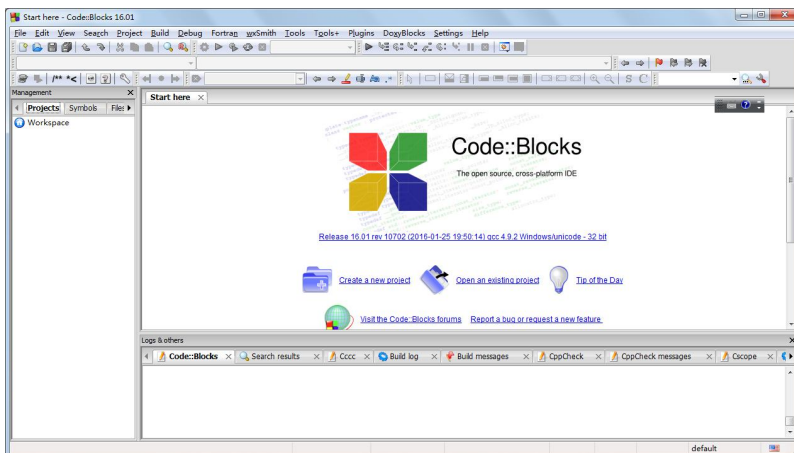 Start here - Code::Blocks 16.01
File Edit View Search Project Build Debug Fortran wxSmith Tools Tools+ Plugins DoxyBlocks Settings Help
/** *<
S C
Management
Projects Symbols Files
Workspace
Start here
Code::Blocks
The open source, cross-platform IDE
Release 16.01 rev 10702 (2016-01-25 19:50:14) gcc 4.9.2 Windows/unicode - 32 bit
Create a new project Open an existing project Tip of the Day
Visit the Code::Blocks forums Report a bug or request a new feature
Logs & others
Code::Blocks Search results Cccc Build log Build messages CppCheck CppCheck messages Cscope
default